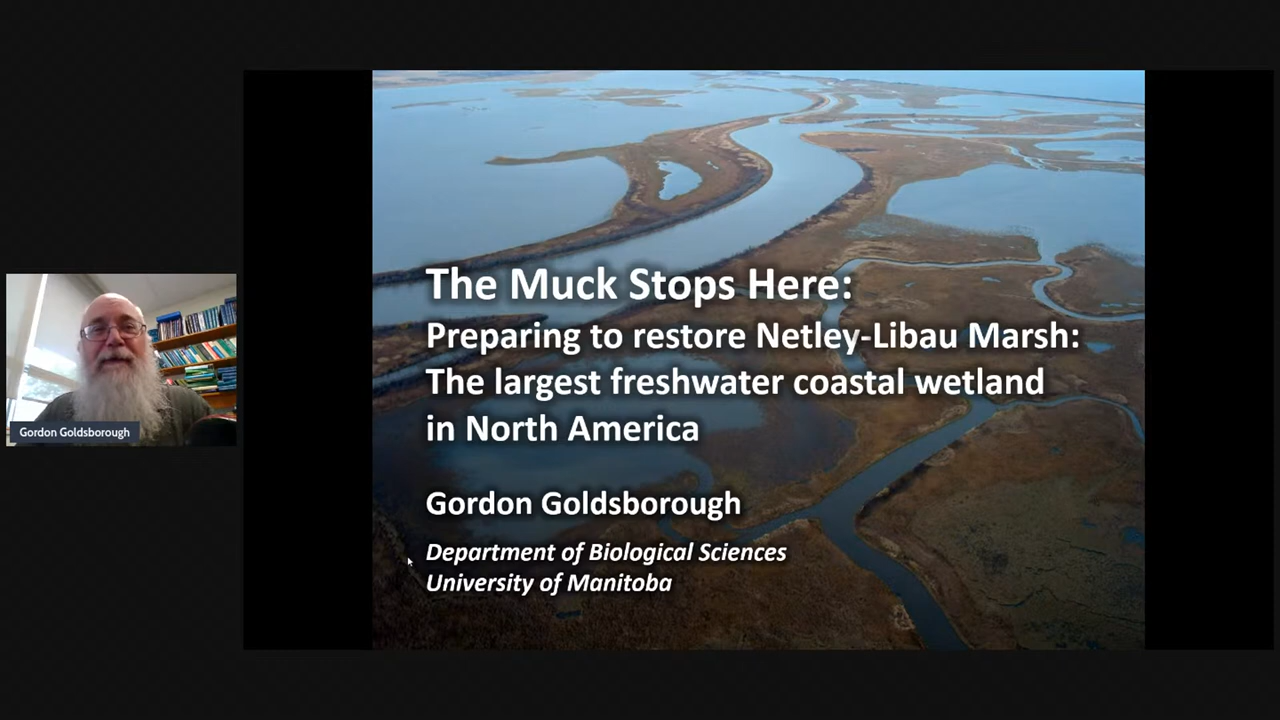 The Muck Stops Here:
Preparing to restore Netley-Libau Marsh:
The largest freshwater coastal wetland
in North America
Gordon Goldsborough
Department of Biological Sciences
University of Manitoba
Gordon Goldsborough